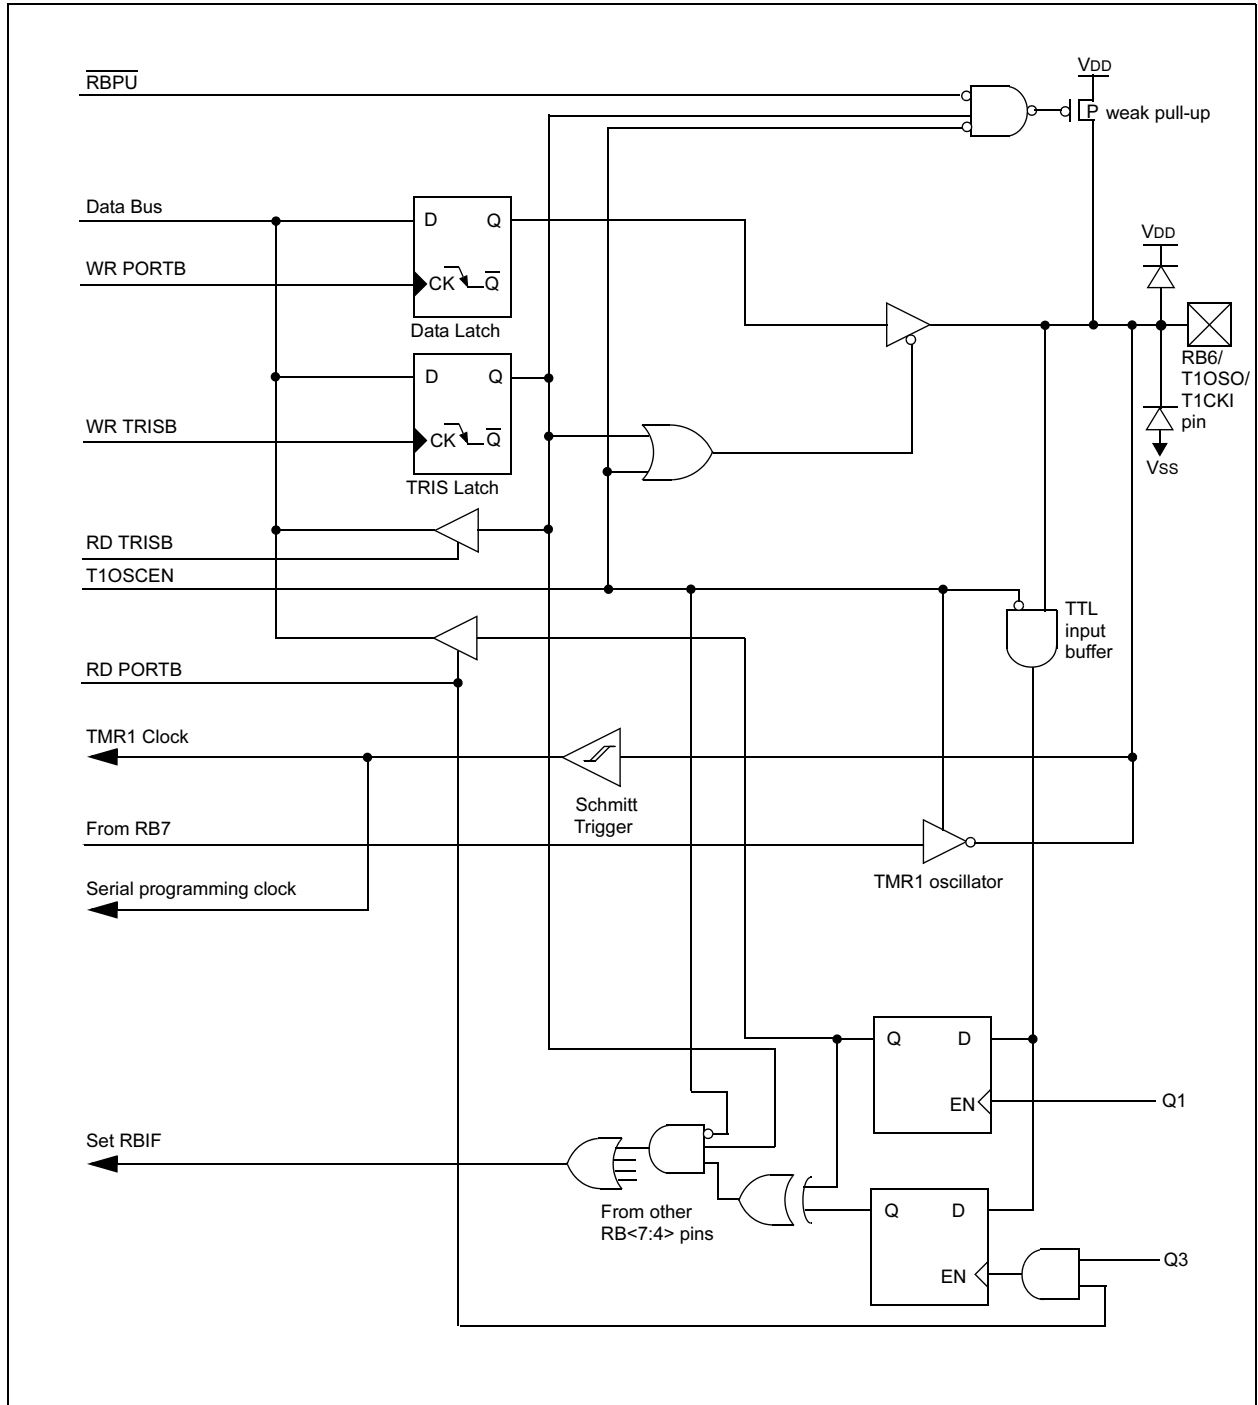 RBPU
VDD
P
weak pull-up
Data Bus
D
Q
WR PORTB
CK
Q
Data Latch
VDD
RB6/
T1OSO/
T1CKI
pin
VSS
D
Q
WR TRISB
CK
Q
TRIS Latch
RD TRISB
T1OSCEN
TTL
input
buffer
RD PORTB
TMR1 Clock
Schmitt
Trigger
From RB7
TMR1 oscillator
Serial programming clock
Q
D
EN
Q1
Set RBIF
From other
RB<7:4> pins
Q
D
EN
Q3